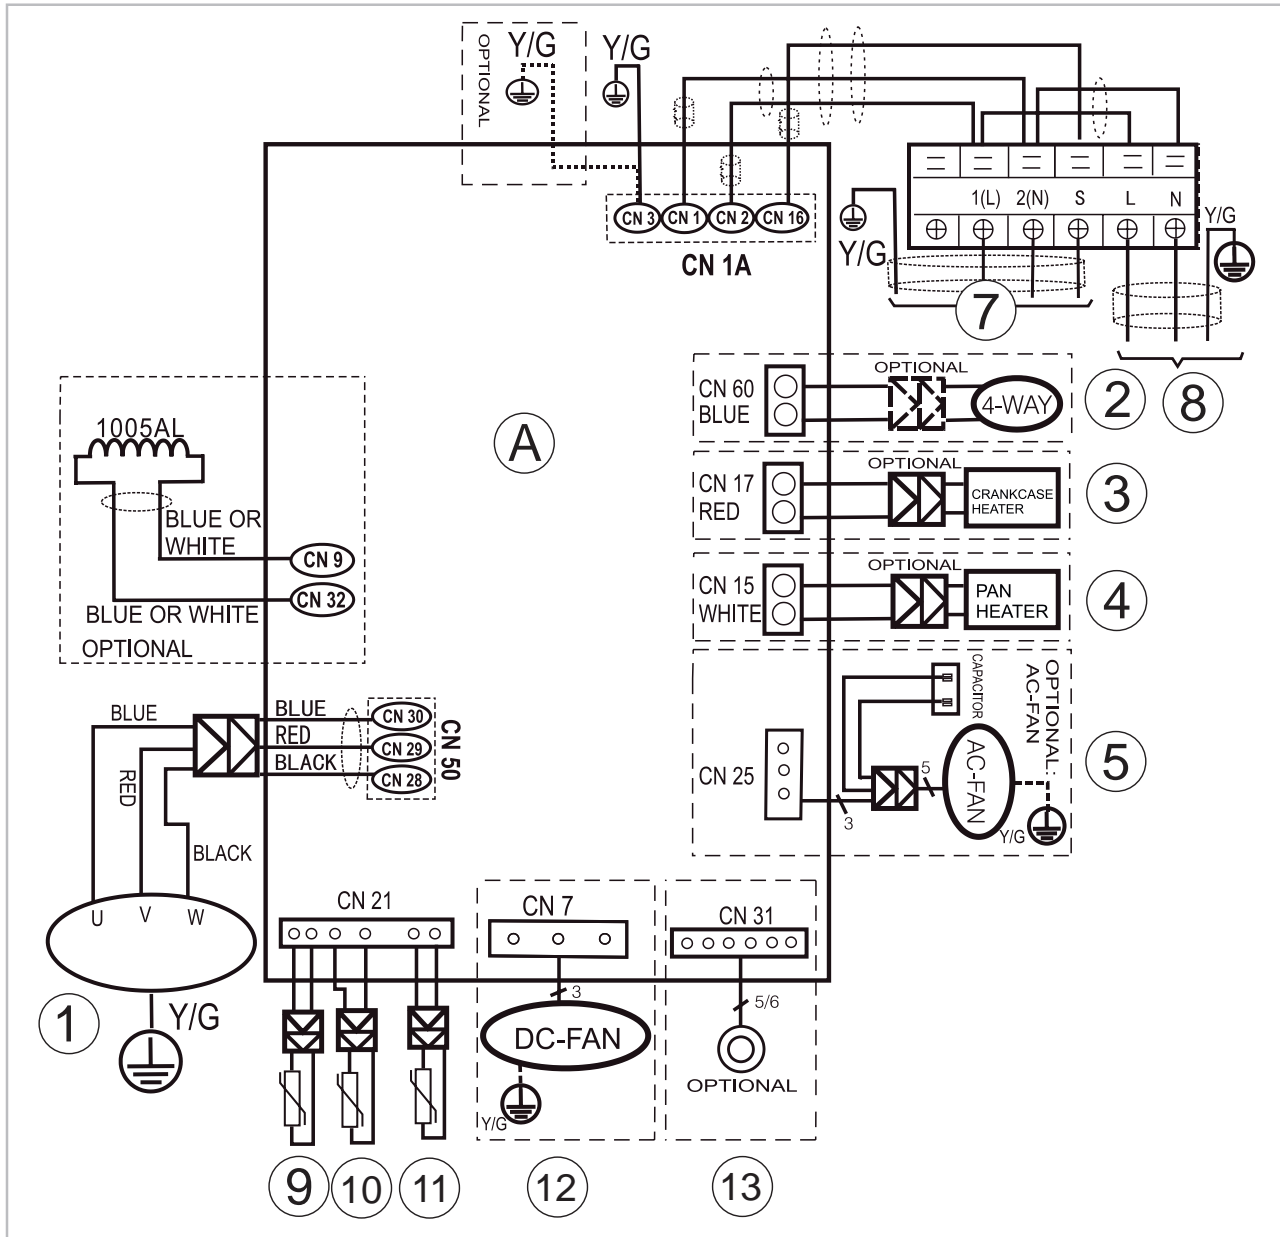 OPTIONAL
Y/G
Y/G
1(L) 2(N) S L N
CN 3 CN 1 CN 2 CN 16
CN 1A
Y/G
Y/G
7
8
CN 60
BLUE
OPTIONAL
4-WAY
2
A
1005AL
BLUE OR
WHITE
CN 9
CN 32
BLUE OR WHITE
OPTIONAL
CN 17
RED
OPTIONAL
CRANKCASE
HEATER
3
CN 15
WHITE
OPTIONAL
PAN
HEATER
4
CAPACITOR
OPTIONAL:
AC-FAN
CN 25
3
5
AC-FAN
Y/G
5
BLUE
RED
BLACK
BLUE
RED
BLACK
CN 30
CN 29
CN 28
CN 50
U V W
Y/G
1
CN 21
CN 7
3
DC-FAN
Y/G
CN 31
5/6
OPTIONAL
9
10
11
12
13